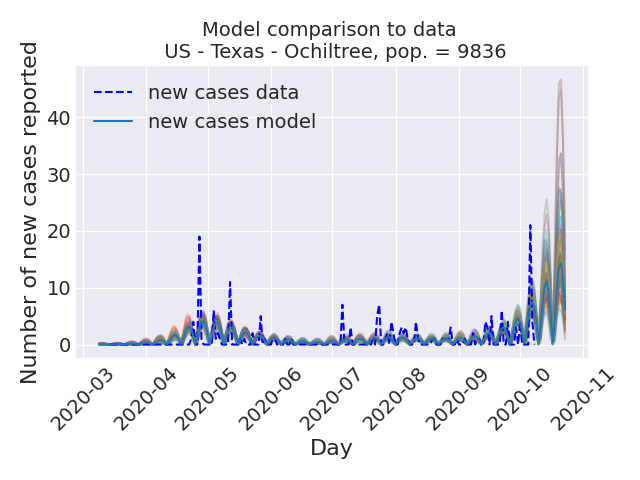 Model comparison to data
US - Texas - Ochiltree, pop. = 9836
Number of new cases reported
40
30
20
10
0
new cases data
new cases model
2020-03
2020-04
2020-05
2020-06
2020-07
2020-08
2020-09
2020-10
2020-11
Day